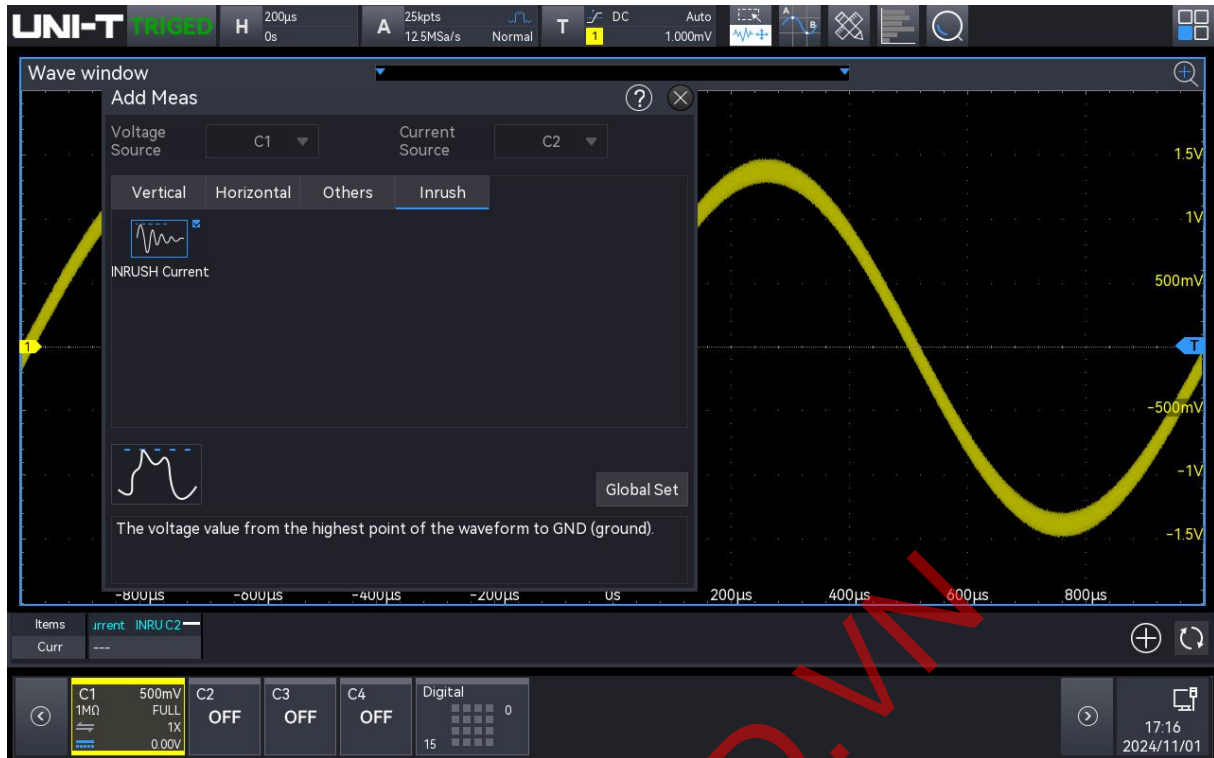 UNI-T TRIGED H 200µs 0s A 25kpts 12.5MSa/s Normal T DC 1 Auto 1.000mV A B
Wave window
Add Meas ?
Voltage Source C1 Current Source C2
Vertical Horizontal Others Inrush
INRUSH Current
Global Set
The voltage value from the highest point of the waveform to GND (ground).
1.5V
1V
500mV
1 T
-500mV
-1V
-1.5V
-800µs -600µs -400µs -200µs 0s 200µs 400µs 600µs 800µs
Items urrent INRU C2
Curr ---
C1 500mV C2 C3 C4 Digital
1MΩ FULL OFF OFF OFF 0
1X
0.00V 15
17:16
2024/11/01
O.VN